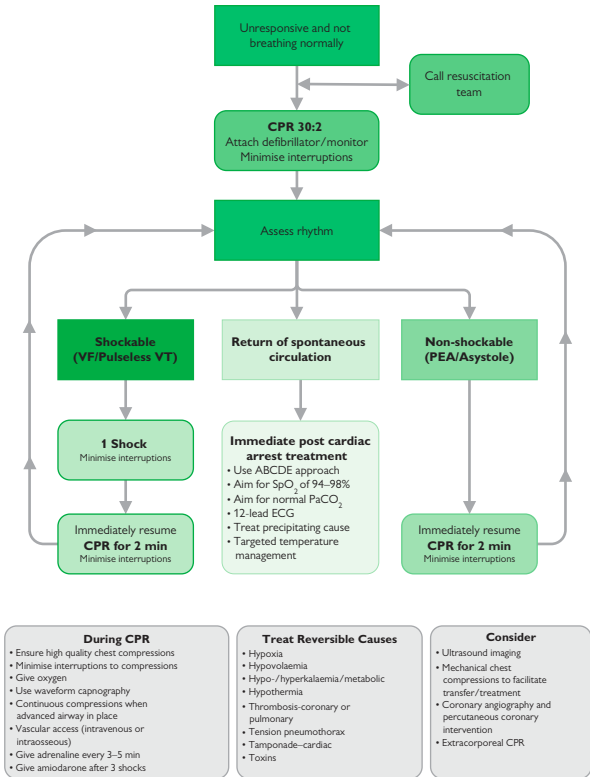 Unresponsive and not
breathing normally
Call resuscitation
team
CPR 30:2
Attach defibrillator/monitor
Minimise interruptions
Assess rhythm
Shockable
(VF/Pulseless VT)
Return of spontaneous
circulation
Non-shockable
(PEA/Asystole)
1 Shock
Minimise interruptions
Immediate post cardiac
arrest treatment
• Use ABCDE approach
• Aim for SpO₂ of 94–98%
• Aim for normal PaCO₂
• 12-lead ECG
• Treat precipitating cause
• Targeted temperature
management
Immediately resume
CPR for 2 min
Minimise interruptions
Immediately resume
CPR for 2 min
Minimise interruptions
During CPR
• Ensure high quality chest compressions
• Minimise interruptions to compressions
• Give oxygen
• Use waveform capnography
• Continuous compressions when
advanced airway in place
• Vascular access (intravenous or
intraosseous)
• Give adrenaline every 3–5 min
• Give amiodarone after 3 shocks
Treat Reversible Causes
• Hypoxia
• Hypovolaemia
• Hypo-/hyperkalaemia/metabolic
• Hypothermia
• Thrombosis-coronary or
pulmonary
• Tension pneumothorax
• Tamponade–cardiac
• Toxins
Consider
• Ultrasound imaging
• Mechanical chest
compressions to facilitate
transfer/treatment
• Coronary angiography and
percutaneous coronary
intervention
• Extracorporeal CPR